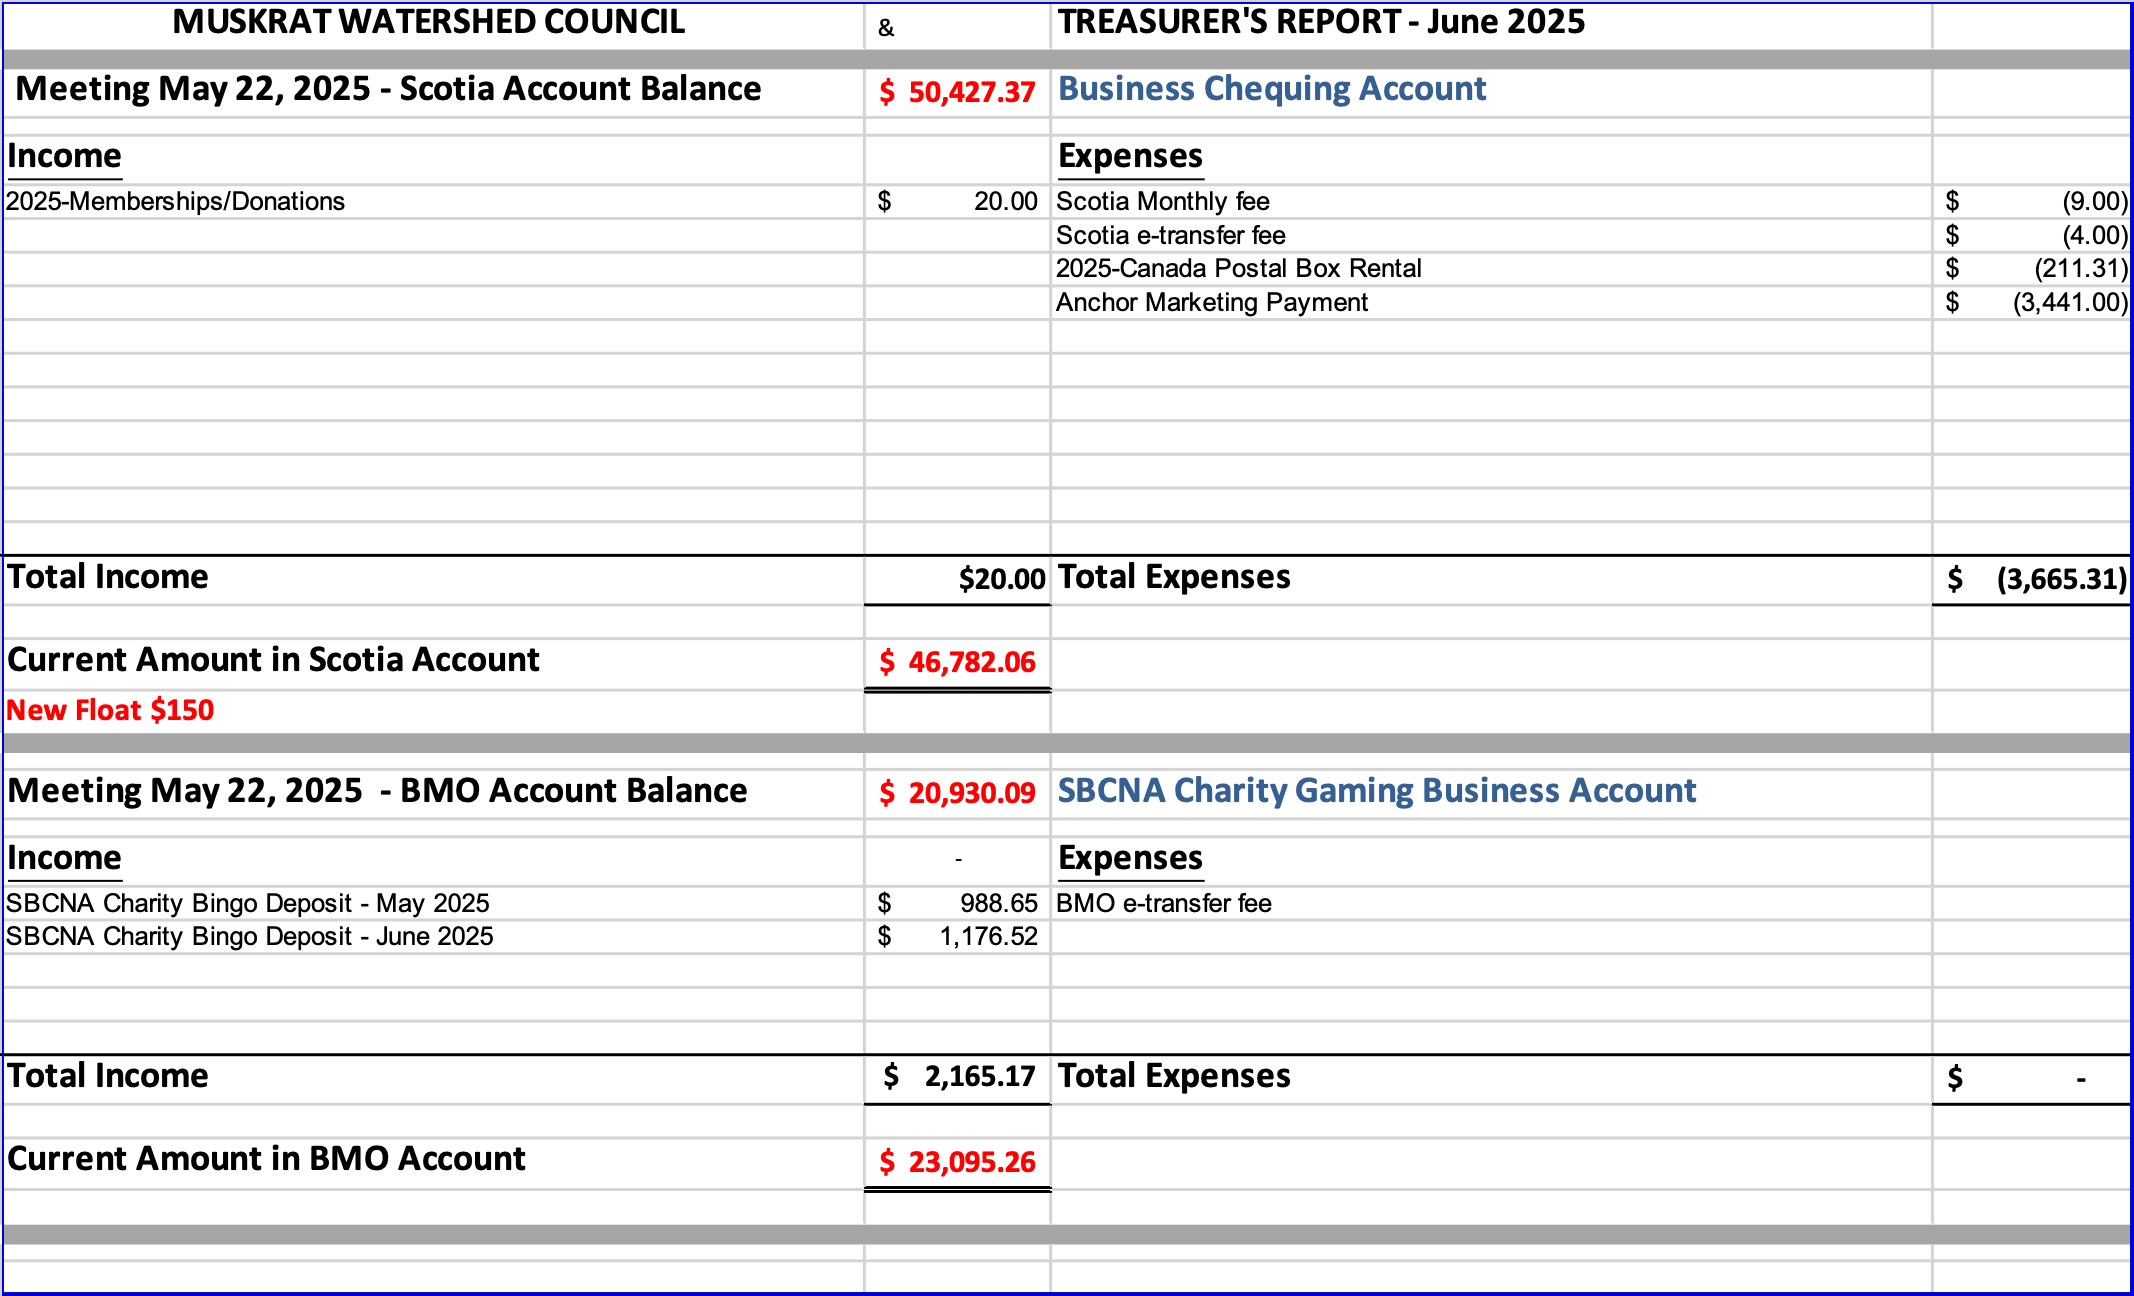 MUSKRAT WATERSHED COUNCIL & TREASURER'S REPORT - June 2025
Meeting May 22, 2025 - Scotia Account Balance $ 50,427.37 Business Chequing Account
Income Expenses
2025-Memberships/Donations $ 20.00 Scotia Monthly fee $ (9.00)
Scotia e-transfer fee $ (4.00)
2025-Canada Postal Box Rental $ (211.31)
Anchor Marketing Payment $ (3,441.00)
Total Income $20.00 Total Expenses $ (3,665.31)
Current Amount in Scotia Account $ 46,782.06
New Float $150
Meeting May 22, 2025 - BMO Account Balance $ 20,930.09 SBCNA Charity Gaming Business Account
Income - Expenses
SBCNA Charity Bingo Deposit - May 2025 $ 988.65 BMO e-transfer fee
SBCNA Charity Bingo Deposit - June 2025 $ 1,176.52
Total Income $ 2,165.17 Total Expenses $ -
Current Amount in BMO Account $ 23,095.26